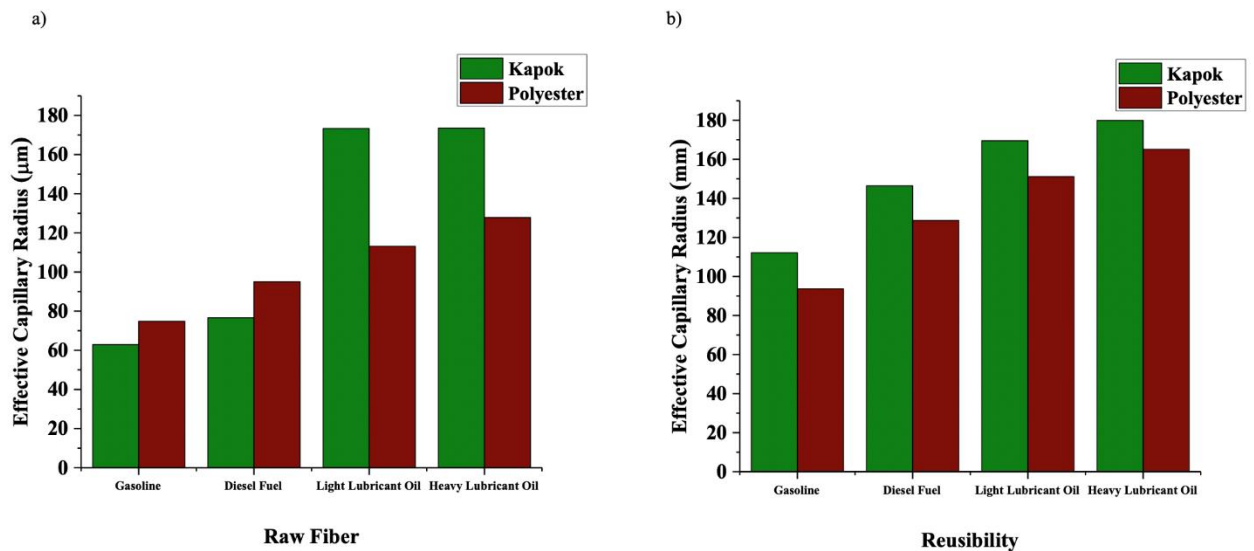 a)
Kapok
Polyester
Effective Capillary Radius (μm)
180
160
140
120
100
80
60
40
20
0
Gasoline
Diesel Fuel
Light Lubricant Oil
Heavy Lubricant Oil
Raw Fiber
b)
Kapok
Polyester
Effective Capillary Radius (mm)
180
160
140
120
100
80
60
40
20
0
Gasoline
Diesel Fuel
Light Lubricant Oil
Heavy Lubricant Oil
Reusibility